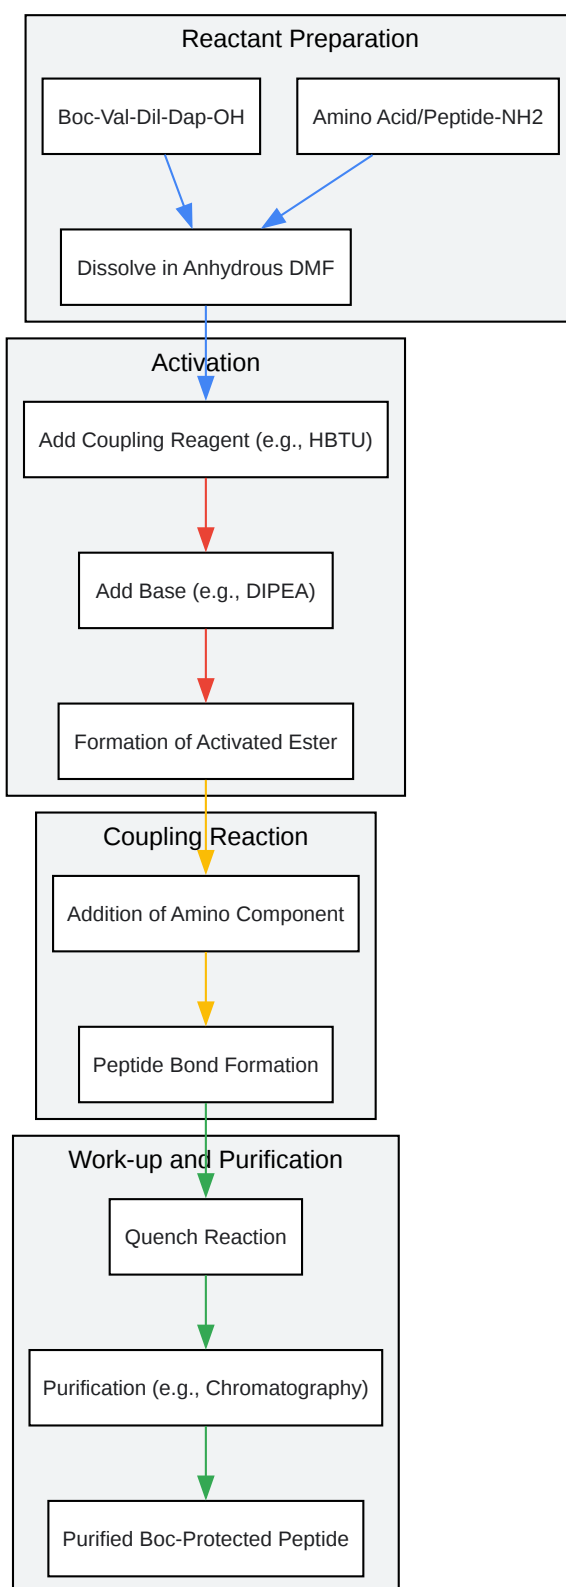 Reactant Preparation
Boc-Val-Dil-Dap-OH
Amino Acid/Peptide-NH2
Dissolve in Anhydrous DMF
Activation
Add Coupling Reagent (e.g., HBTU)
Add Base (e.g., DIPEA)
Formation of Activated Ester
Coupling Reaction
Addition of Amino Component
Peptide Bond Formation
Work-up and Purification
Quench Reaction
Purification (e.g., Chromatography)
Purified Boc-Protected Peptide